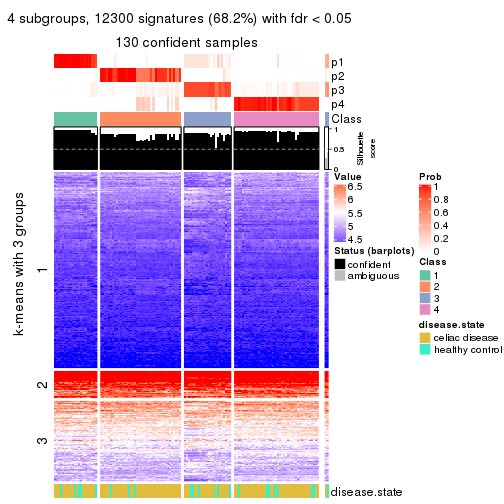 4 subgroups, 12300 signatures (68.2%) with fdr < 0.05
130 confident samples
p1
p2
p3
p4
Class
1
0.5
0
Silhouette
score
k-means with 3 groups
1
2
3
disease.state
Value
6.5
6
5.5
5
4.5
Status (barplots)
confident
ambiguous
Prob
1
0.8
0.6
0.4
0.2
0
Class
1
2
3
4
disease.state
celiac disease
healthy control